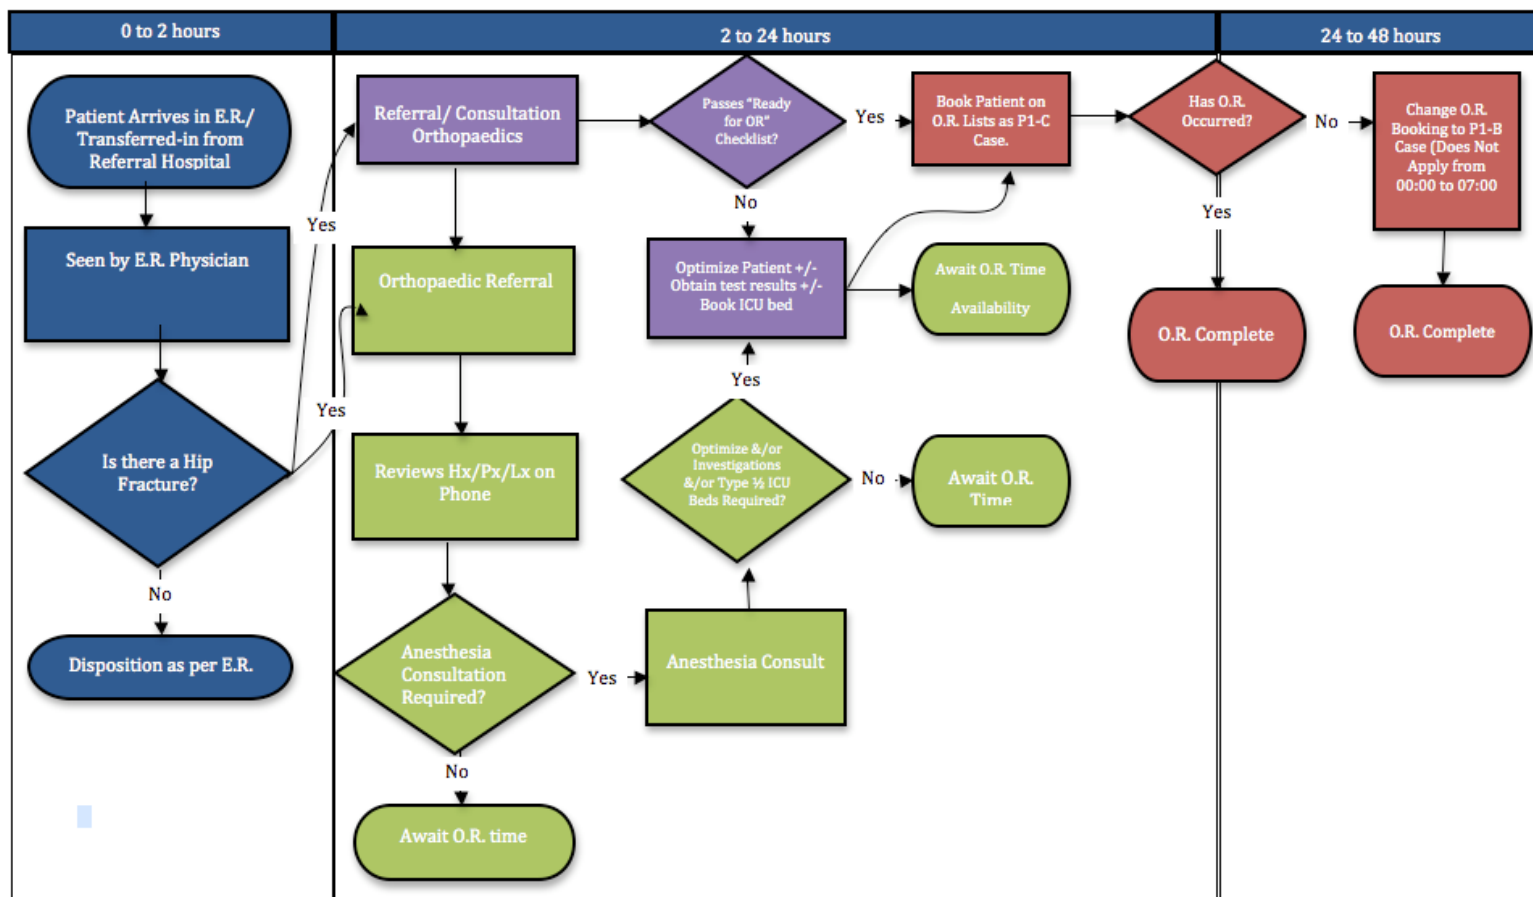 0 to 2 hours
2 to 24 hours
24 to 48 hours
Patient Arrives in E.R./
Transferred-in from
Referral Hospital
Seen by E.R. Physician
Is there a Hip
Fracture?
No
Disposition as per E.R.
Yes
Yes
Referral/ Consultation
Orthopaedics
Orthopaedic Referral
Reviews Hx/Px/Lx on
Phone
Anesthesia
Consultation
Required?
No
Await O.R. time
Yes
Anesthesia Consult
Passes "Ready
for OR"
Checklist?
Yes
No
Optimize Patient +/-
Obtain test results +/-
Book ICU bed
Yes
Optimize &/or
Investigations
&/or Type ½ ICU
Beds Required?
No
Await O.R.
Time
Await O.R. Time
Availability
Book Patient on
O.R. Lists as P1-C
Case.
Has O.R.
Occurred?
Yes
O.R. Complete
No
Change O.R.
Booking to P1-B
Case (Does Not
Apply from
00:00 to 07:00
O.R. Complete